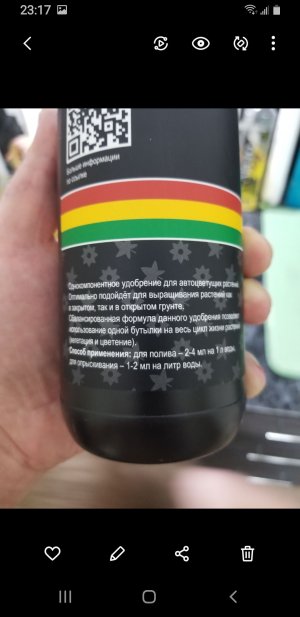 23:17
Больше информации
по ссылке
Однокомпонентное удобрение для автоцветущих растений.
Оптимально подойдёт для выращивания растений как
в закрытом, так и в открытом грунте.
Сбалансированная формула данного удобрения позволяет
использование одной бутылки на весь цикл жизни растения
(вегетация и цветение).
Способ применения: для полива – 2-4 мл на 1 л воды,
для опрыскивания – 1-2 мл на литр воды.